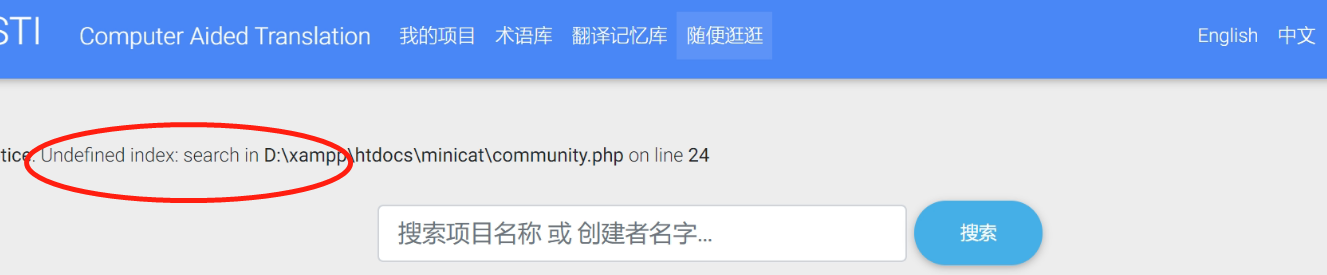 STI Computer Aided Translation 我的项目 术语库 翻译记忆库 随便逛逛 English 中文
tice: Undefined index: search in D:\xampp\htdocs\minicat\community.php on line 24
搜索项目名称 或 创建者名字... 搜索